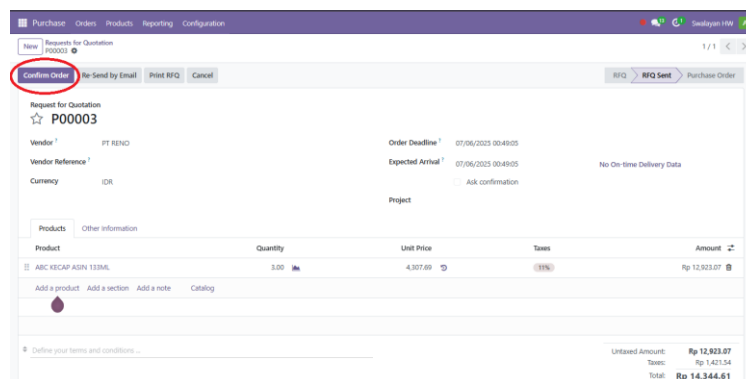 Purchase Orders Products Reporting Configuration Swalayan HW
New Requests for Quotation 1/1
P00003
Confirm Order Re-Send by Email Print RFQ Cancel RFQ RFQ Sent Purchase Order
Request for Quotation
P00003
Vendor ? PT RENO Order Deadline ? 07/06/2025 00:49:05
Vendor Reference ? Expected Arrival ? 07/06/2025 00:49:05 No On-time Delivery Data
Currency IDR Ask confirmation
Project
Products Other Information
Product Quantity Unit Price Taxes Amount
ABC KECAP ASIN 133ML 3.00 4,307.69 11% Rp 12,923.07
Add a product Add a section Add a note Catalog
Define your terms and conditions ... Untaxed Amount: Rp 12,923.07
Taxes: Rp 1,421.54
Total: Rp 14,344.61